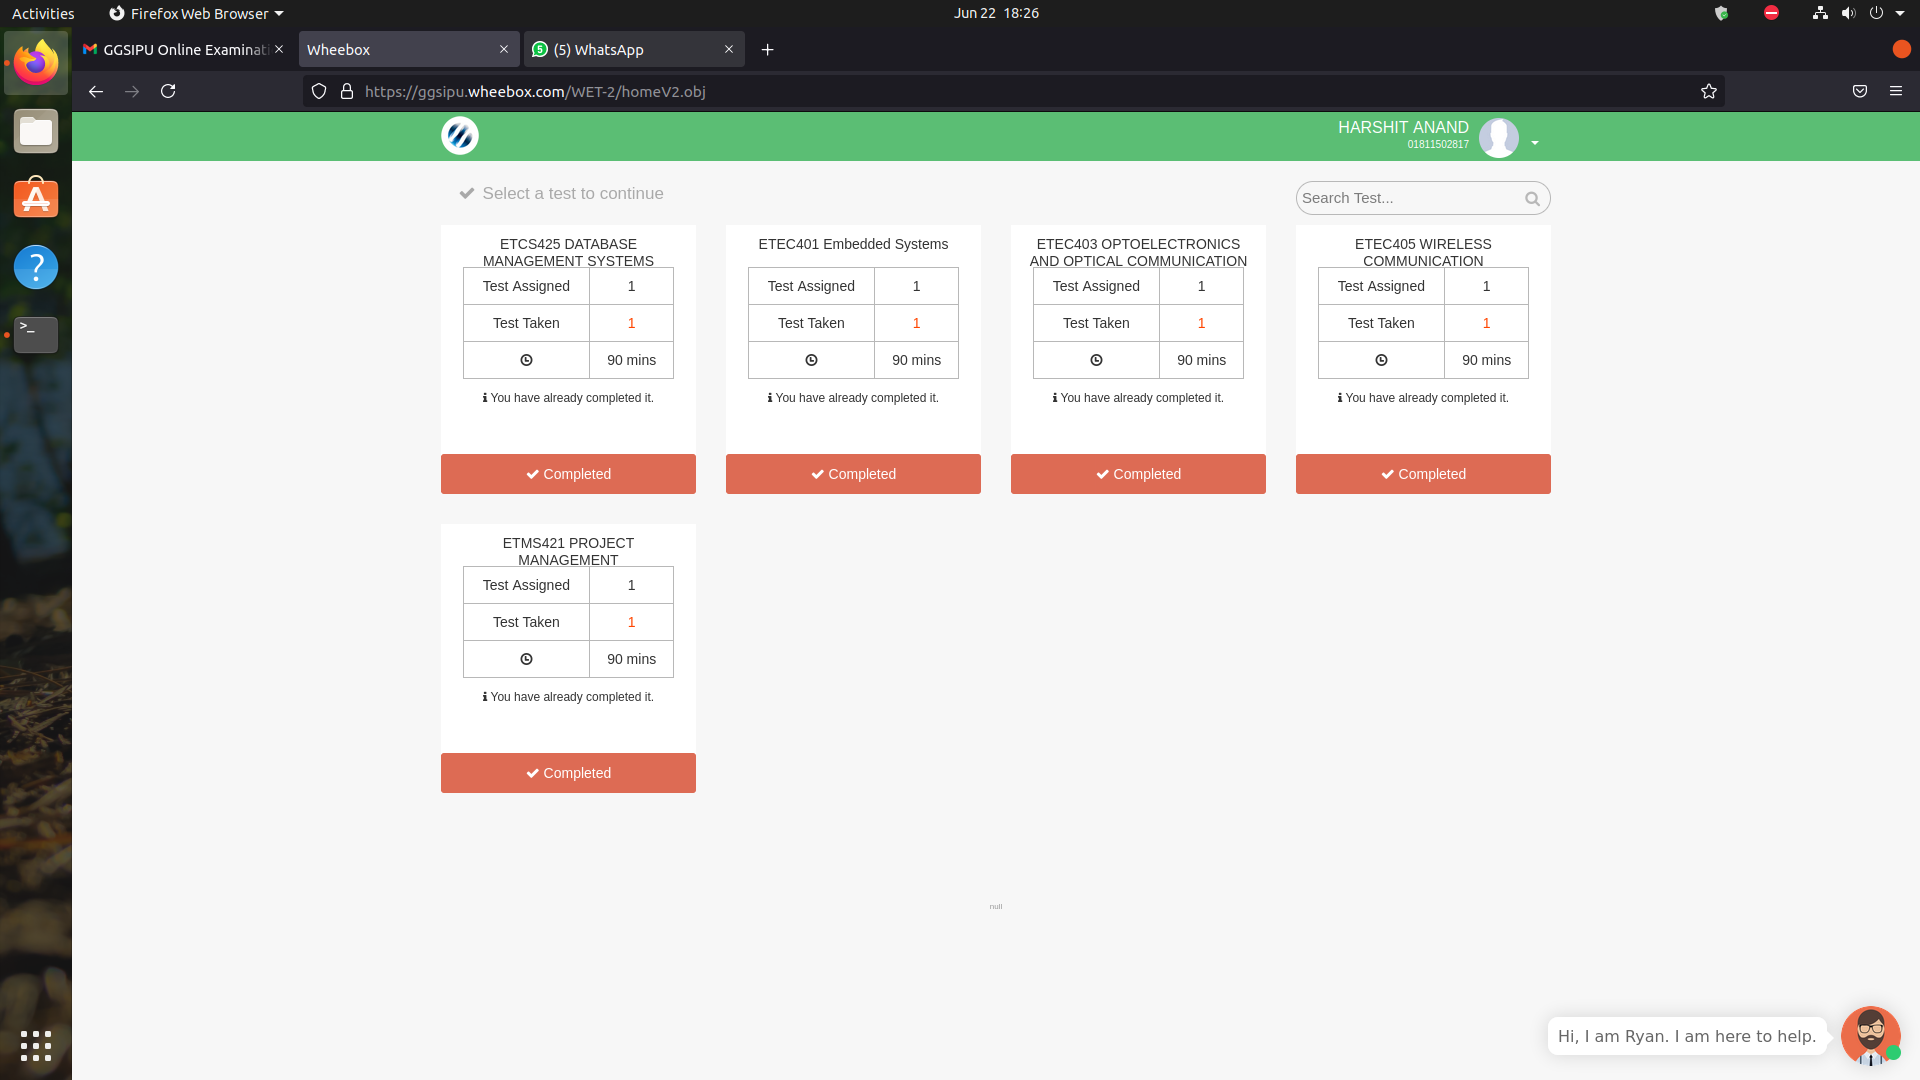 Activities
Firefox Web Browser
Jun 22 18:26
GGSIPU Online Examinati
Wheebox
(5) WhatsApp
https://ggsipu.wheebox.com/WET-2/homeV2.obj
HARSHIT ANAND
01811502817
Select a test to continue
Search Test...
ETCS425 DATABASE
MANAGEMENT SYSTEMS
Test Assigned 1
Test Taken 1
90 mins
You have already completed it.
Completed
ETEC401 Embedded Systems
Test Assigned 1
Test Taken 1
90 mins
You have already completed it.
Completed
ETEC403 OPTOELECTRONICS
AND OPTICAL COMMUNICATION
Test Assigned 1
Test Taken 1
90 mins
You have already completed it.
Completed
ETEC405 WIRELESS
COMMUNICATION
Test Assigned 1
Test Taken 1
90 mins
You have already completed it.
Completed
ETMS421 PROJECT
MANAGEMENT
Test Assigned 1
Test Taken 1
90 mins
You have already completed it.
Completed
null
Hi, I am Ryan. I am here to help.